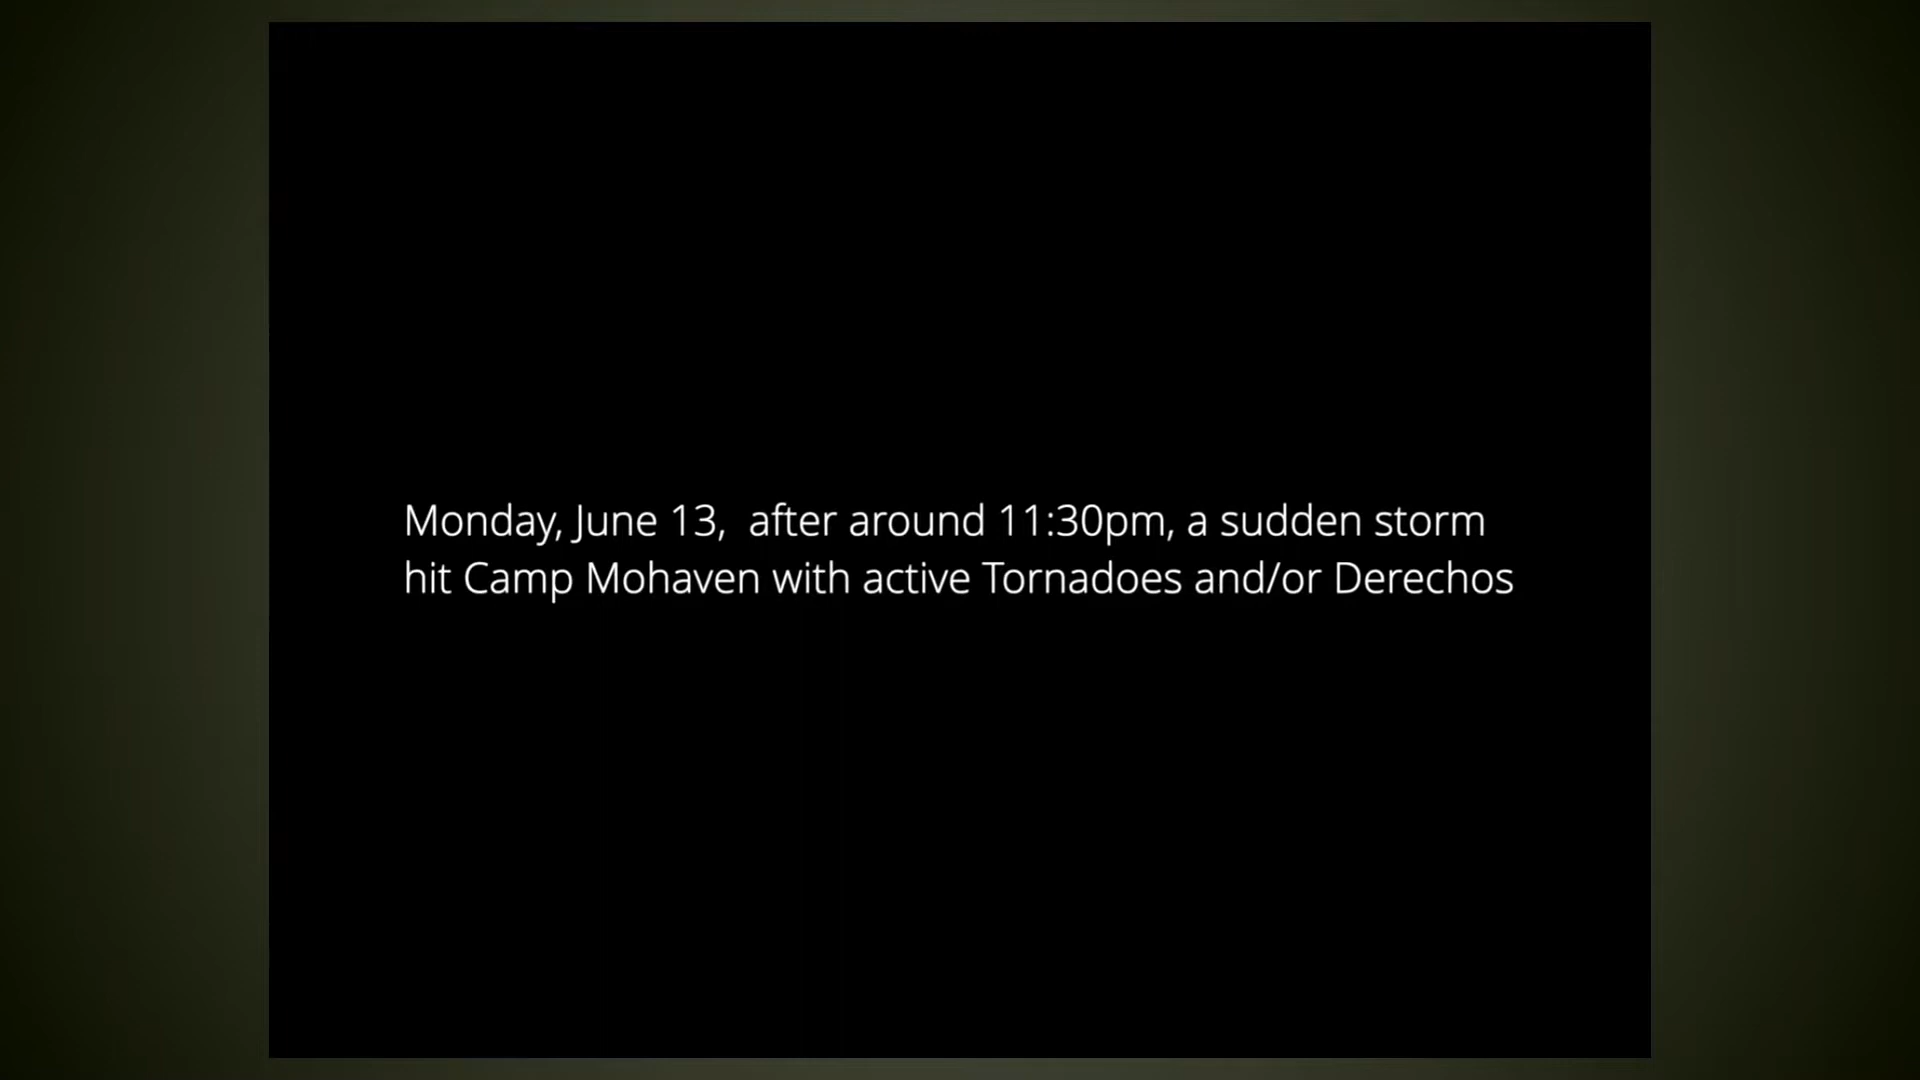 Monday, June 13,  after around 11:30pm, a sudden storm
hit Camp Mohaven with active Tornadoes and/or Derechos